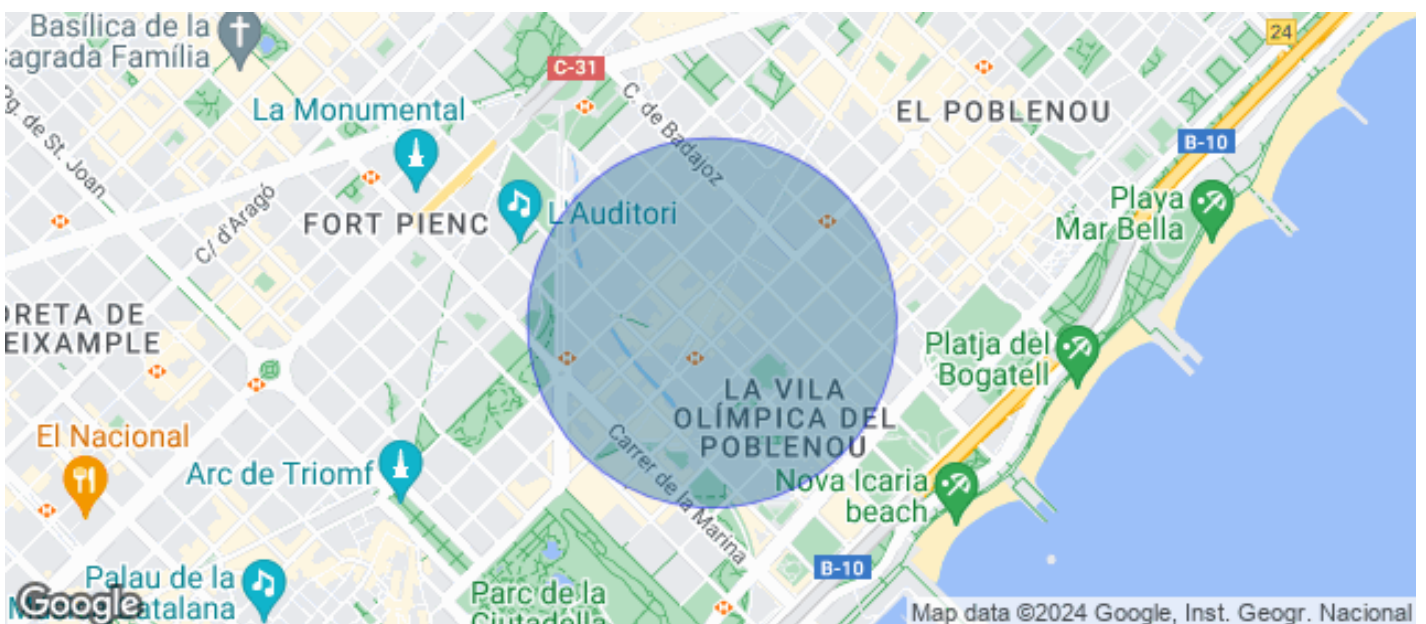 Basílica de la
Sagrada Família
24
C-31
La Monumental
C. de Badajoz
EL POBLENOU
B-10
Pg. de St. Joan
C/ d'Aragó
FORT PIENC
L'Auditori
Playa
Mar Bella
DRETA DE
EIXAMPLE
Platja del
Bogatell
LA VILA
OLÍMPICA DEL
POBLENOU
El Nacional
Arc de Triomf
Carrer de la Marina
Nova Icaria
beach
B-10
Palau de la
Catalana
Parc de la
Ciutadella
Google
Map data ©2024 Google, Inst. Geogr. Nacional